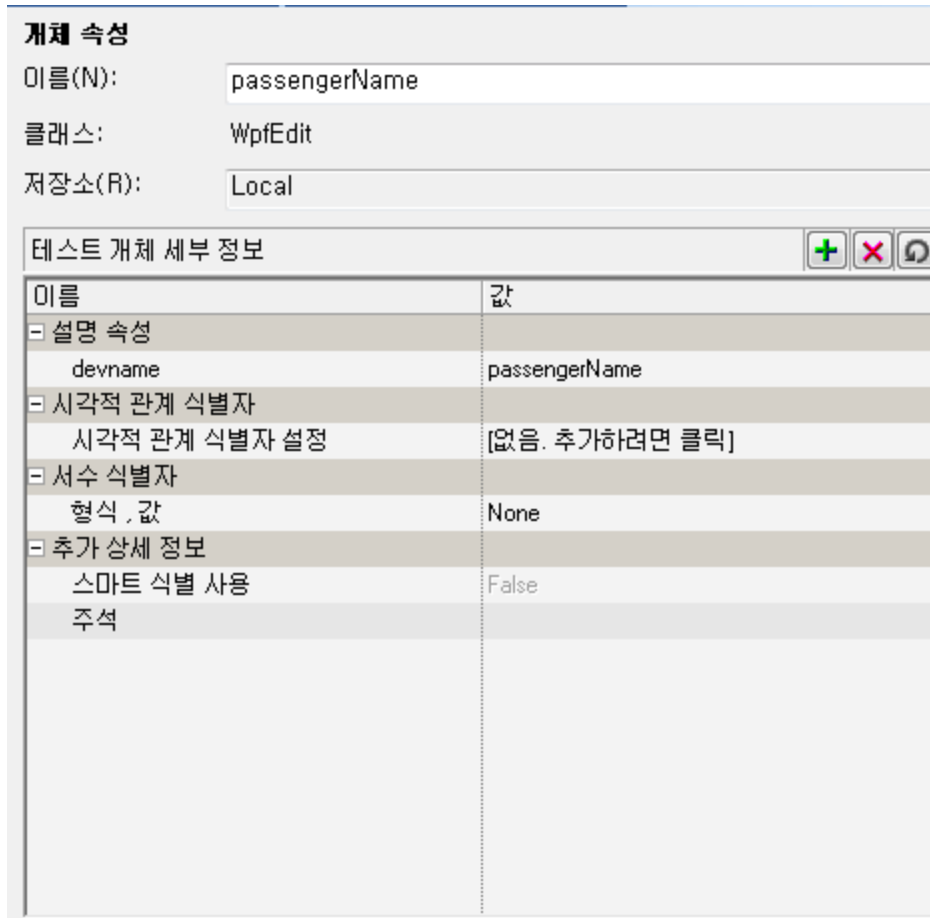 개체 속성
이름(N): passengerName
클래스: WpfEdit
저장소(R): Local
테스트 개체 세부 정보
이름 값
설명 속성
devname passengerName
시각적 관계 식별자
시각적 관계 식별자 설정 [없음. 추가하려면 클릭]
서수 식별자
형식 , 값 None
추가 상세 정보
스마트 식별 사용 False
주석